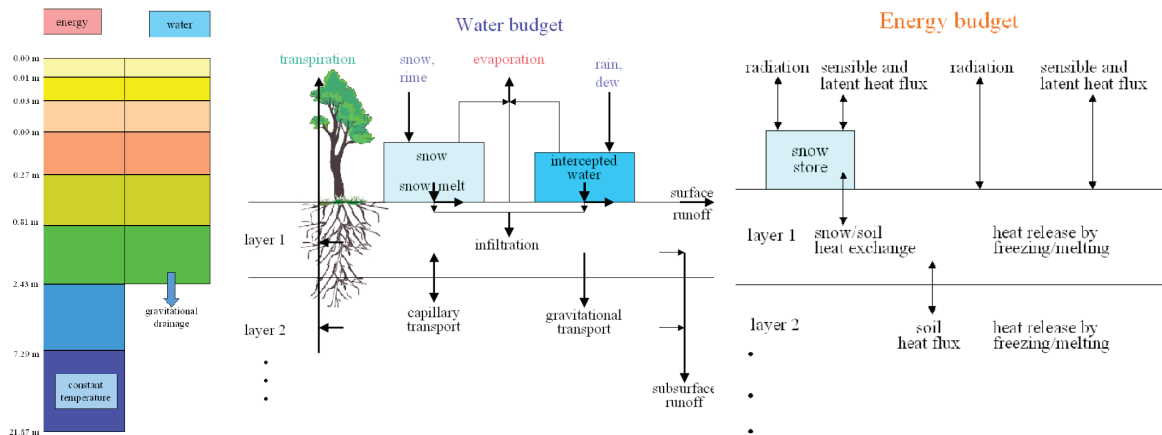 energy
water
0.00 m
0.01 m
0.03 m
0.09 m
0.27 m
0.81 m
2.43 m
7.29 m
21.87 m
gravitational
drainage
constant
temperature
Water budget
transpiration
snow,
rime
evaporation
rain,
dew
snow
snow melt
intercepted
water
surface
runoff
layer 1
infiltration
capillary
transport
gravitational
transport
layer 2
subsurface
runoff
Energy budget
radiation
sensible and
latent heat flux
radiation
sensible and
latent heat flux
snow
store
layer 1
snow/soil
heat exchange
heat release by
freezing/melting
layer 2
soil
heat flux
heat release by
freezing/melting